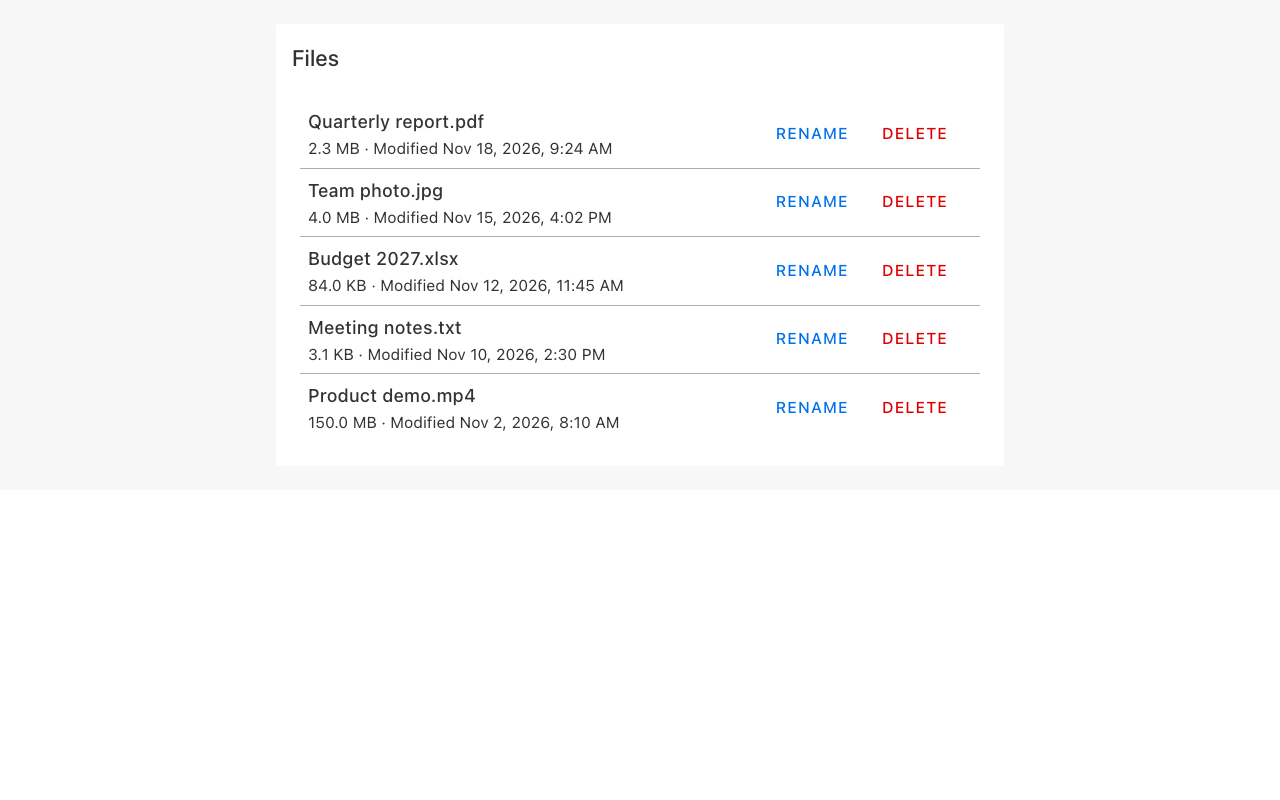 Files
Quarterly report.pdf
2.3 MB · Modified Nov 18, 2026, 9:24 AM
RENAME DELETE
Team photo.jpg
4.0 MB · Modified Nov 15, 2026, 4:02 PM
RENAME DELETE
Budget 2027.xlsx
84.0 KB · Modified Nov 12, 2026, 11:45 AM
RENAME DELETE
Meeting notes.txt
3.1 KB · Modified Nov 10, 2026, 2:30 PM
RENAME DELETE
Product demo.mp4
150.0 MB · Modified Nov 2, 2026, 8:10 AM
RENAME DELETE